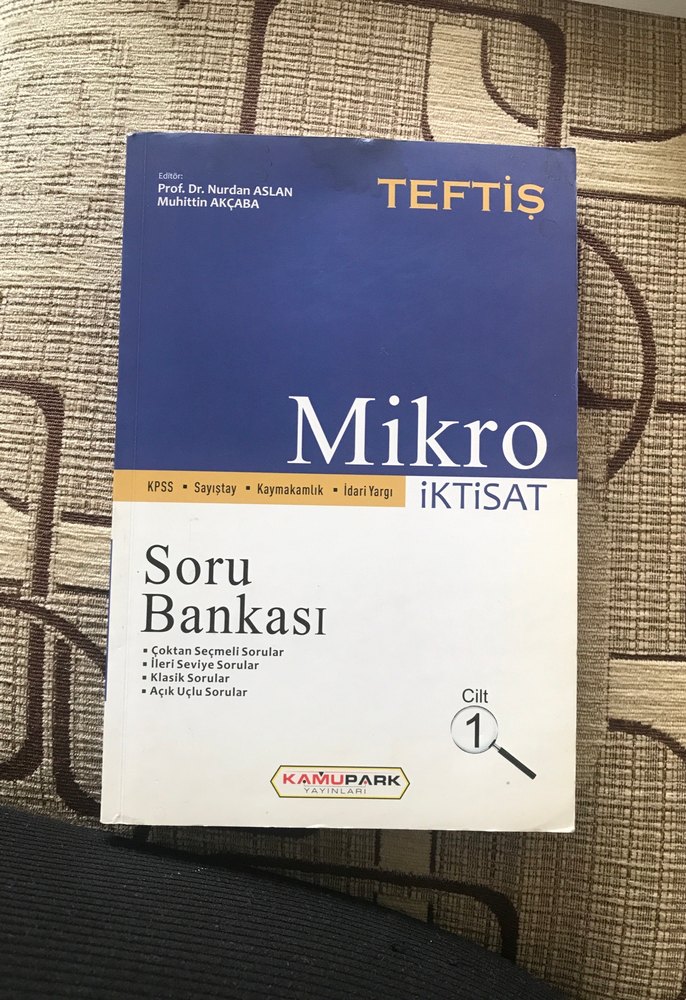 Editör:
Prof. Dr. Nurdan ASLAN
Muhittin AKÇABA
TEFTİŞ
Mikro
İKTİSAT
KPSS ▪ Sayıştay ▪ Kaymakamlık ▪ İdari Yargı
Soru
Bankası
▪ Çoktan Seçmeli Sorular
▪ İleri Seviye Sorular
▪ Klasik Sorular
▪ Açık Uçlu Sorular
Cilt
1
KAMUPARK
YAYINLARI